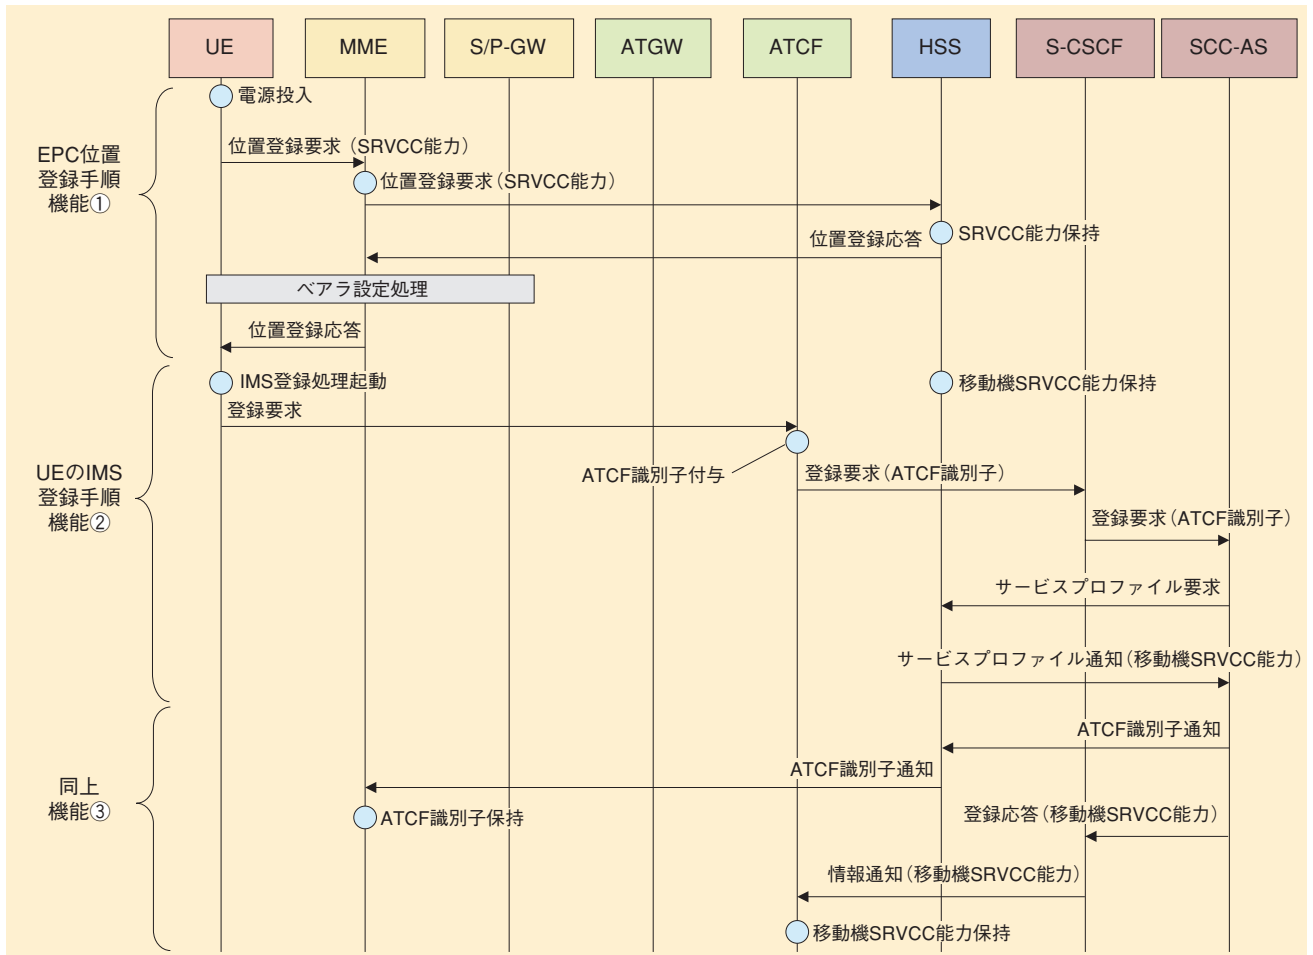 UE
MME
S/P-GW
ATGW
ATCF
HSS
S-CSCF
SCC-AS
電源投入
EPC位置
登録手順
機能①
位置登録要求（SRVCC能力）
位置登録要求（SRVCC能力）
SRVCC能力保持
位置登録応答
ベアラ設定処理
位置登録応答
IMS登録処理起動
移動機SRVCC能力保持
登録要求
UEのIMS
登録手順
機能②
ATCF識別子付与
登録要求（ATCF識別子）
登録要求（ATCF識別子）
サービスプロファイル要求
サービスプロファイル通知（移動機SRVCC能力）
ATCF識別子通知
ATCF識別子通知
同上
機能③
ATCF識別子保持
登録応答（移動機SRVCC能力）
情報通知（移動機SRVCC能力）
移動機SRVCC能力保持